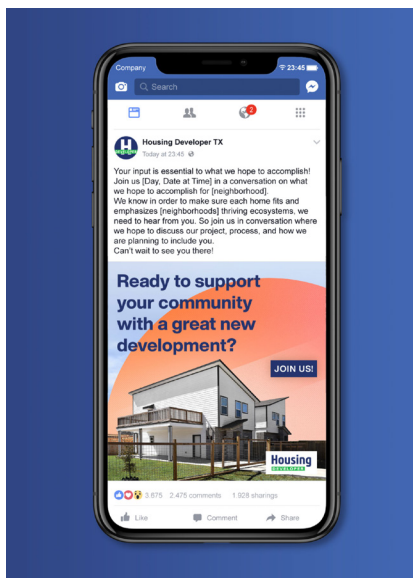 Company
23:45
Search
2
Housing Developer TX
Today at 23:45
Your input is essential to what we hope to accomplish!
Join us [Day, Date at Time] in a conversation on what
we hope to accomplish for [neighborhood].
We know in order to make sure each home fits and
emphasizes [neighborhoods] thriving ecosystems, we
need to hear from you. So join us in conversation where
we hope to discuss our project, process, and how we
are planning to include you.
Can't wait to see you there!
Ready to support
your community
with a great new
development?
JOIN US!
Housing
DEVELOPER
3.675 2.478 comments 1.928 sharings
Like Comment Share